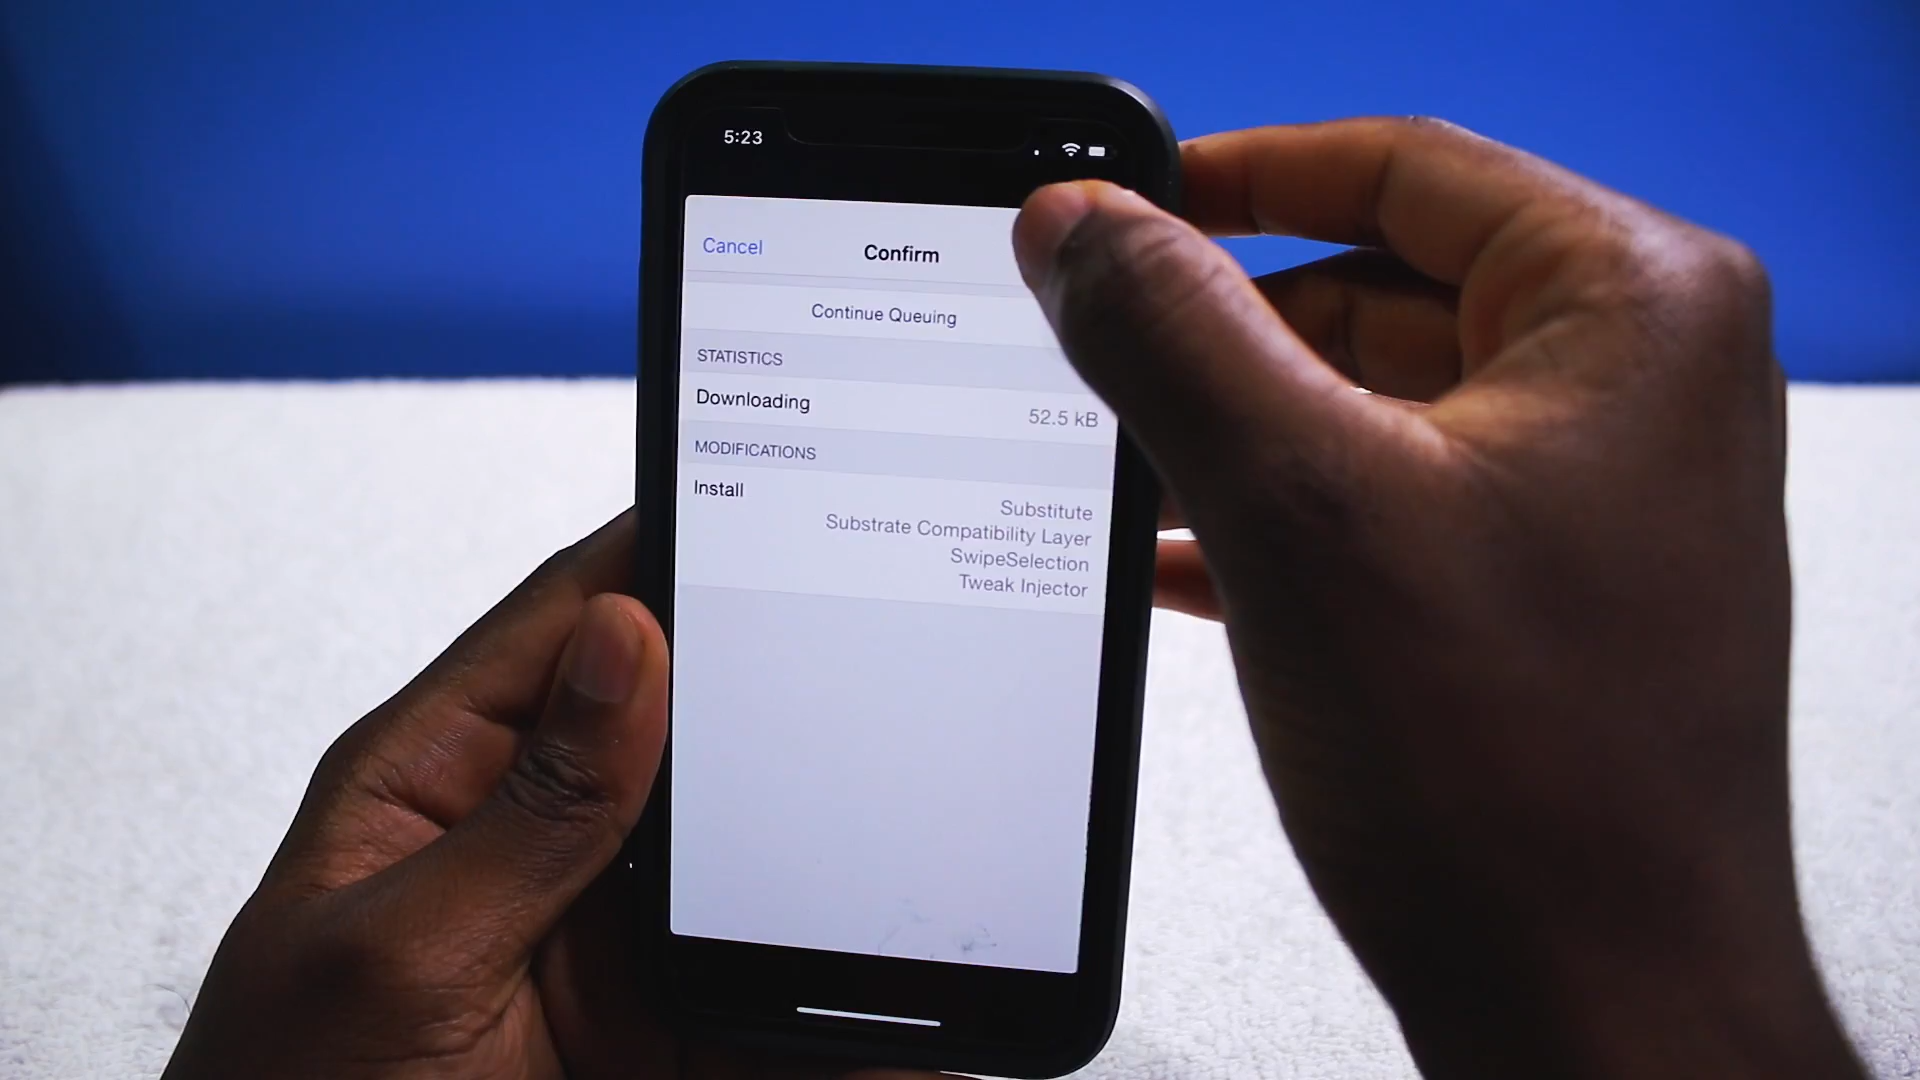 5:23
Cancel
Confirm
Continue Queuing
STATISTICS
Downloading
52.5 kB
MODIFICATIONS
Install
Substitute
Substrate Compatibility Layer
SwipeSelection
Tweak Injector